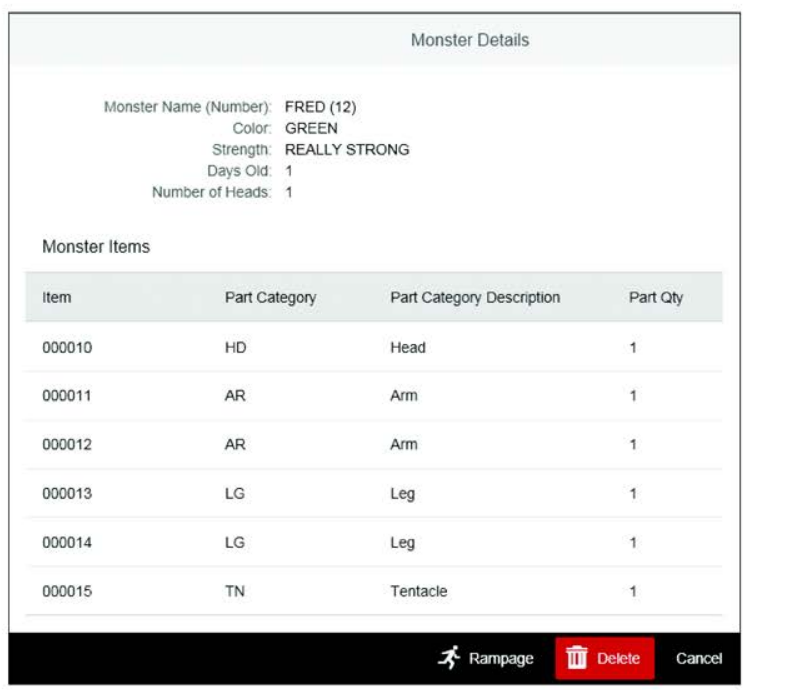 Monster Details
Monster Name (Number): FRED (12)
Color: GREEN
Strength: REALLY STRONG
Days Old: 1
Number of Heads: 1
Monster Items
Item Part Category Part Category Description Part Qty
000010 HD Head 1
000011 AR Arm 1
000012 AR Arm 1
000013 LG Leg 1
000014 LG Leg 1
000015 TN Tentacle 1
Rampage Delete Cancel